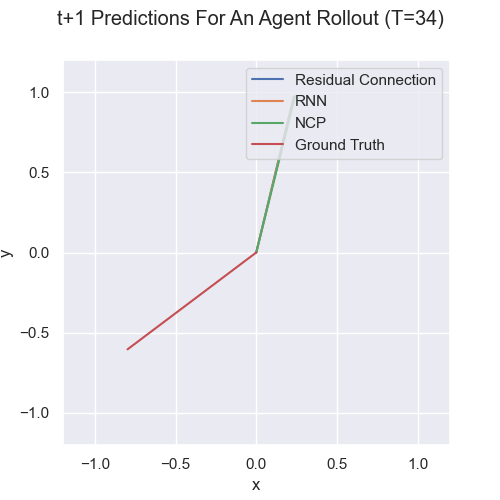 t+1 Predictions For An Agent Rollout (T=34)
Residual Connection
RNN
NCP
Ground Truth
1.0
0.5
0.0
−0.5
−1.0
y
−1.0 −0.5 0.0 0.5 1.0
x